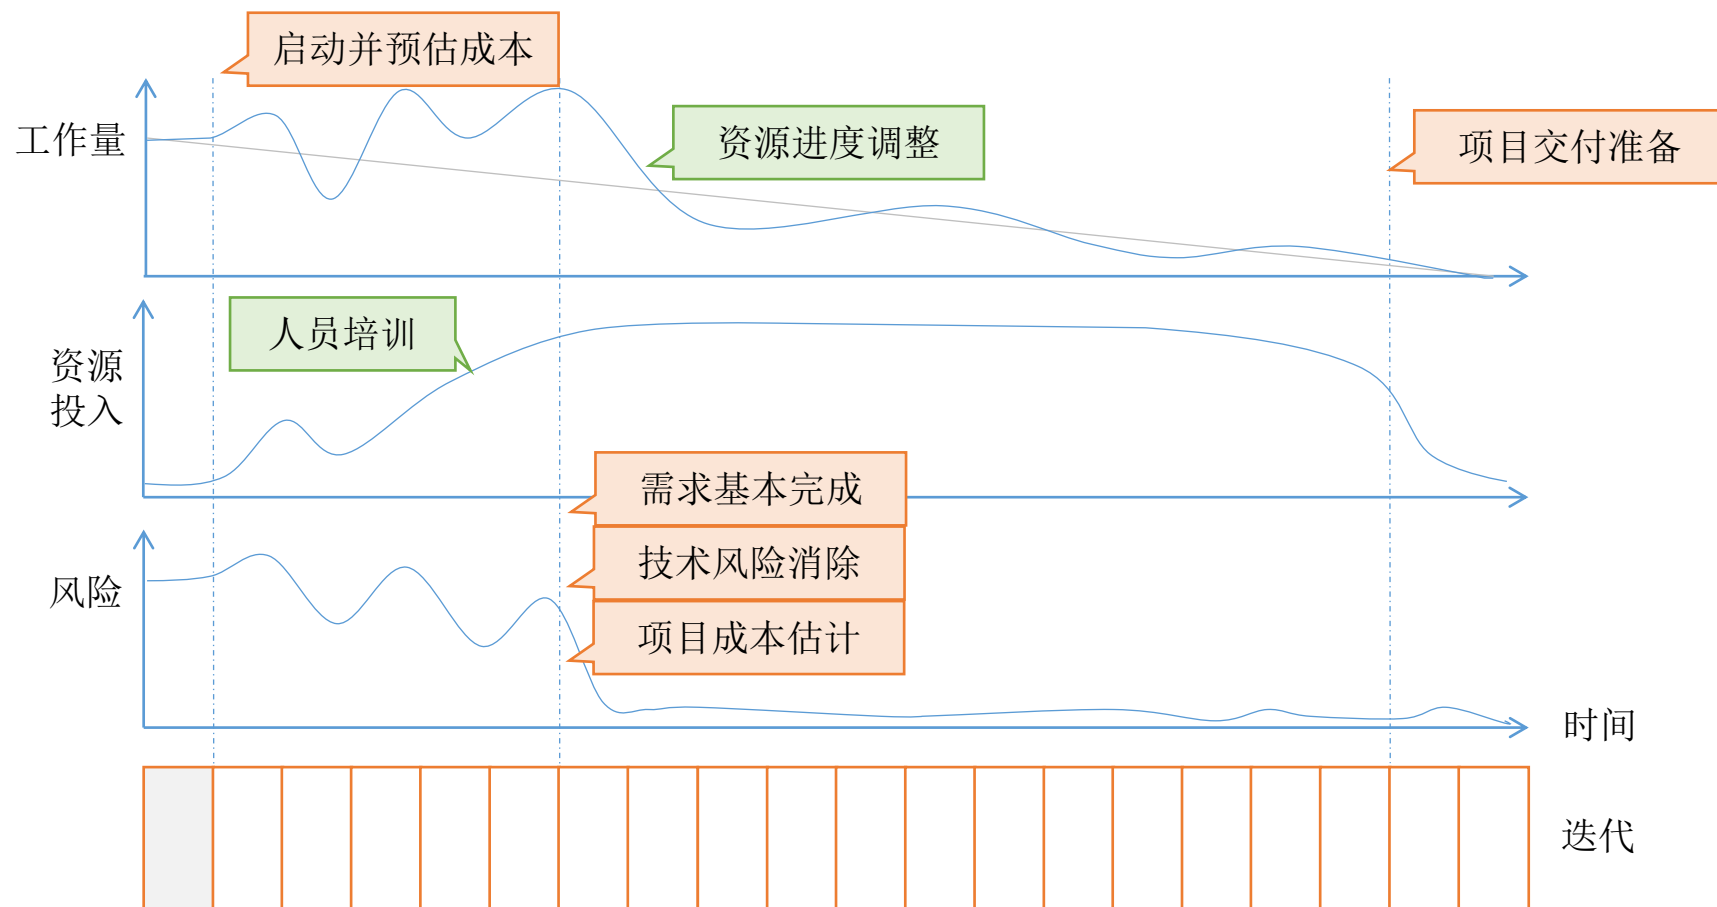 启动并预估成本
工作量
资源进度调整
项目交付准备
人员培训
资源
投入
需求基本完成
技术风险消除
风险
项目成本估计
时间
迭代